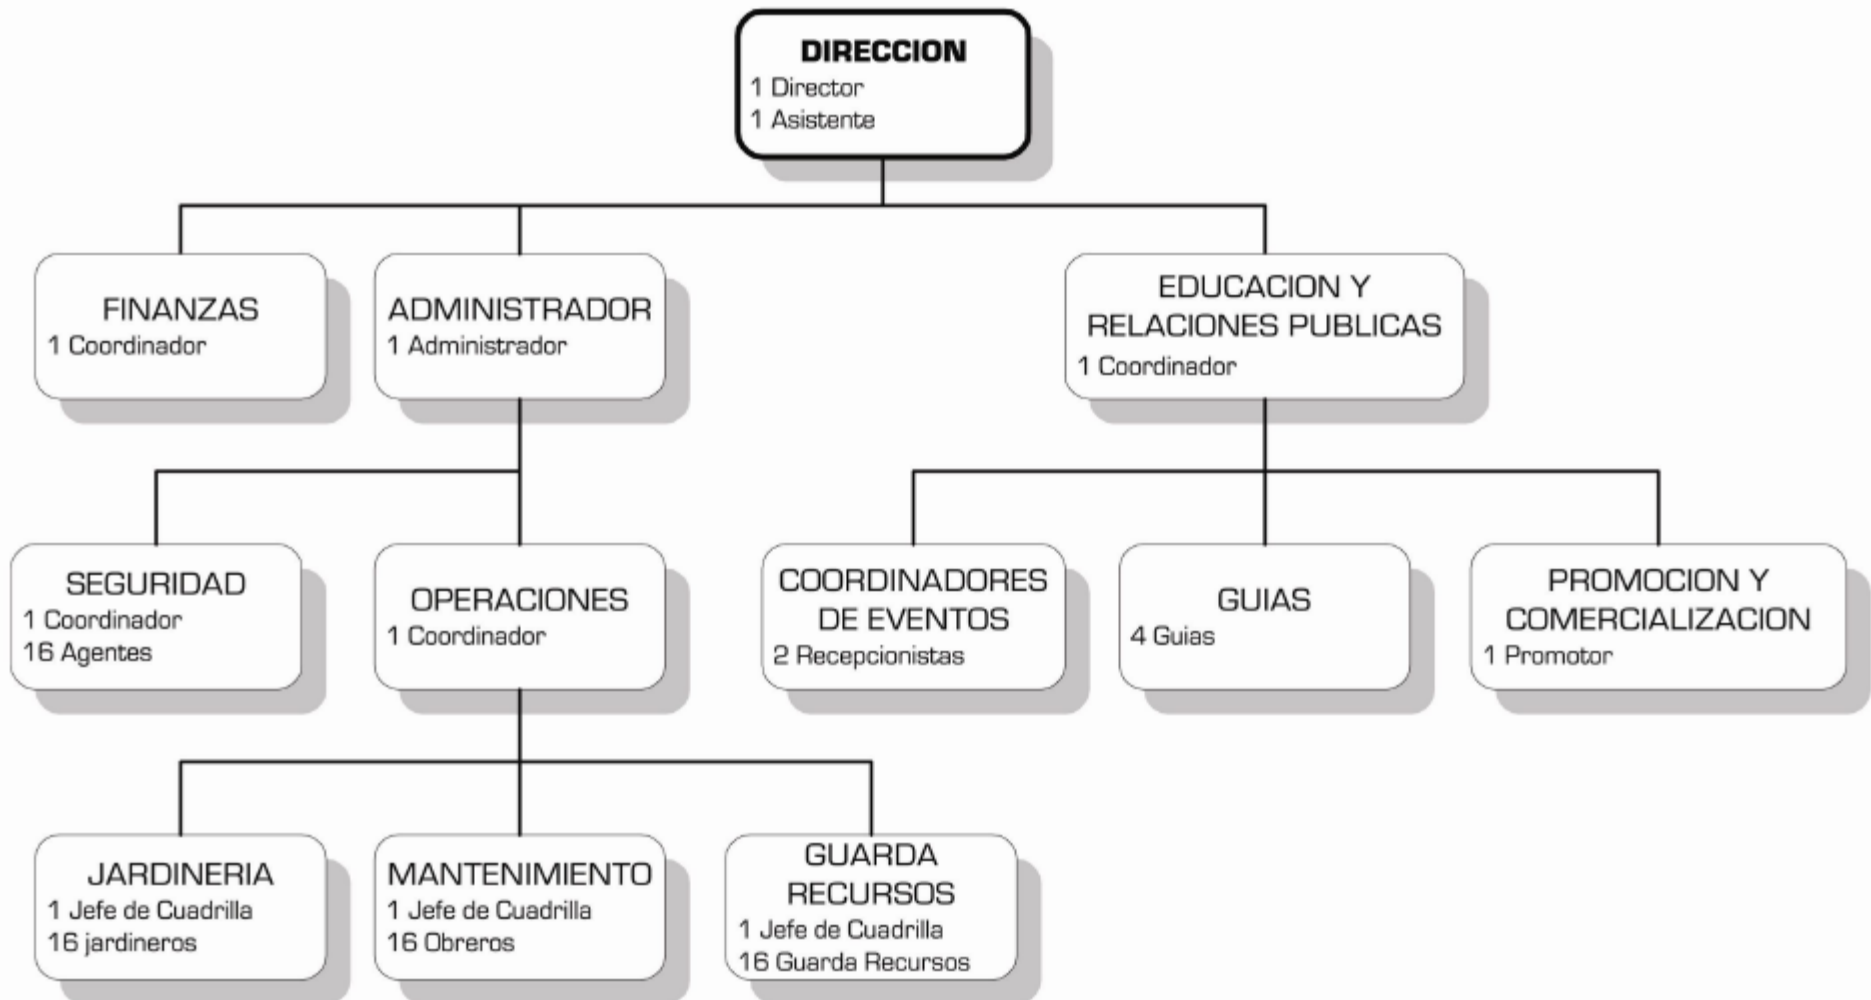 DIRECCION
1 Director
1 Asistente
FINANZAS
1 Coordinador
ADMINISTRADOR
1 Administrador
EDUCACION Y
RELACIONES PUBLICAS
1 Coordinador
SEGURIDAD
1 Coordinador
16 Agentes
OPERACIONES
1 Coordinador
COORDINADORES
DE EVENTOS
2 Recepcionistas
GUIAS
4 Guias
PROMOCION Y
COMERCIALIZACION
1 Promotor
JARDINERIA
1 Jefe de Cuadrilla
16 jardineros
MANTENIMIENTO
1 Jefe de Cuadrilla
16 Obreros
GUARDA
RECURSOS
1 Jefe de Cuadrilla
16 Guarda Recursos